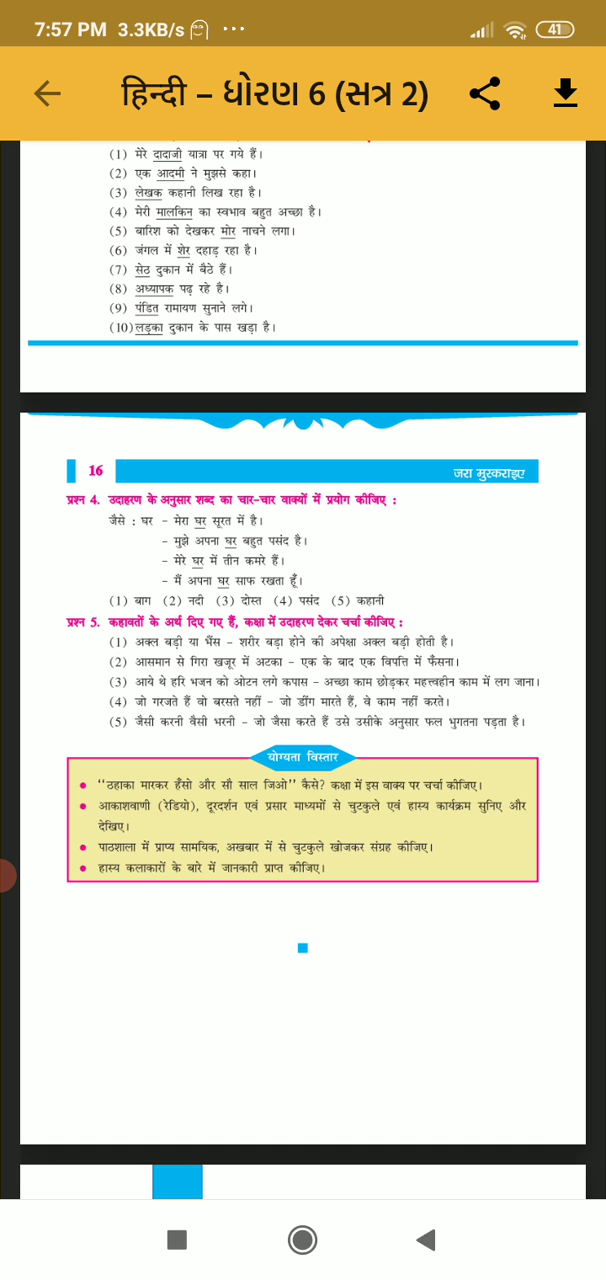 7:57 PM 3.3KB/s ... 41
हिन्दी – ધોરણ 6 (સત્ર 2)
(1) मेरे दादाजी यात्रा पर गये हैं।
(2) एक आदमी ने मुझसे कहा।
(3) लेखक कहानी लिख रहा है।
(4) मेरी मालकिन का स्वभाव बहुत अच्छा है।
(5) बारिश को देखकर मोर नाचने लगा।
(6) जंगल में शेर दहाड़ रहा है।
(7) सेठ दुकान में बैठे हैं।
(8) अध्यापक पढ़ रहे है।
(9) पंडित रामायण सुनाने लगे।
(10) लड़का दुकान के पास खड़ा है।
16 जरा मुस्कराइए
प्रश्न 4. उदाहरण के अनुसार शब्द का चार-चार वाक्यों में प्रयोग कीजिए :
जैसे : घर – मेरा घर सूरत में है।
– मुझे अपना घर बहुत पसंद है।
– मेरे घर में तीन कमरे हैं।
– मैं अपना घर साफ रखता हूँ।
(1) बाग (2) नदी (3) दोस्त (4) पसंद (5) कहानी
प्रश्न 5. कहावतों के अर्थ दिए गए हैं, कक्षा में उदाहरण देकर चर्चा कीजिए :
(1) अक्ल बड़ी या भैंस – शरीर बड़ा होने की अपेक्षा अक्ल बड़ी होती है।
(2) आसमान से गिरा खजूर में अटका – एक के बाद एक विपत्ति में फँसना।
(3) आये थे हरि भजन को ओटन लगे कपास – अच्छा काम छोड़कर महत्त्वहीन काम में लग जाना।
(4) जो गरजते हैं वो बरसते नहीं – जो डींग मारते हैं, वे काम नहीं करते।
(5) जैसी करनी वैसी भरनी – जो जैसा करते हैं उसे उसीके अनुसार फल भुगतना पड़ता है।
योग्यता विस्तार
● “ठहाका मारकर हँसो और सौ साल जिओ” कैसे? कक्षा में इस वाक्य पर चर्चा कीजिए।
● आकाशवाणी (रेडियो), दूरदर्शन एवं प्रसार माध्यमों से चुटकुले एवं हास्य कार्यक्रम सुनिए और
देखिए।
● पाठशाला में प्राप्य सामयिक, अखबार में से चुटकुले खोजकर संग्रह कीजिए।
● हास्य कलाकारों के बारे में जानकारी प्राप्त कीजिए।